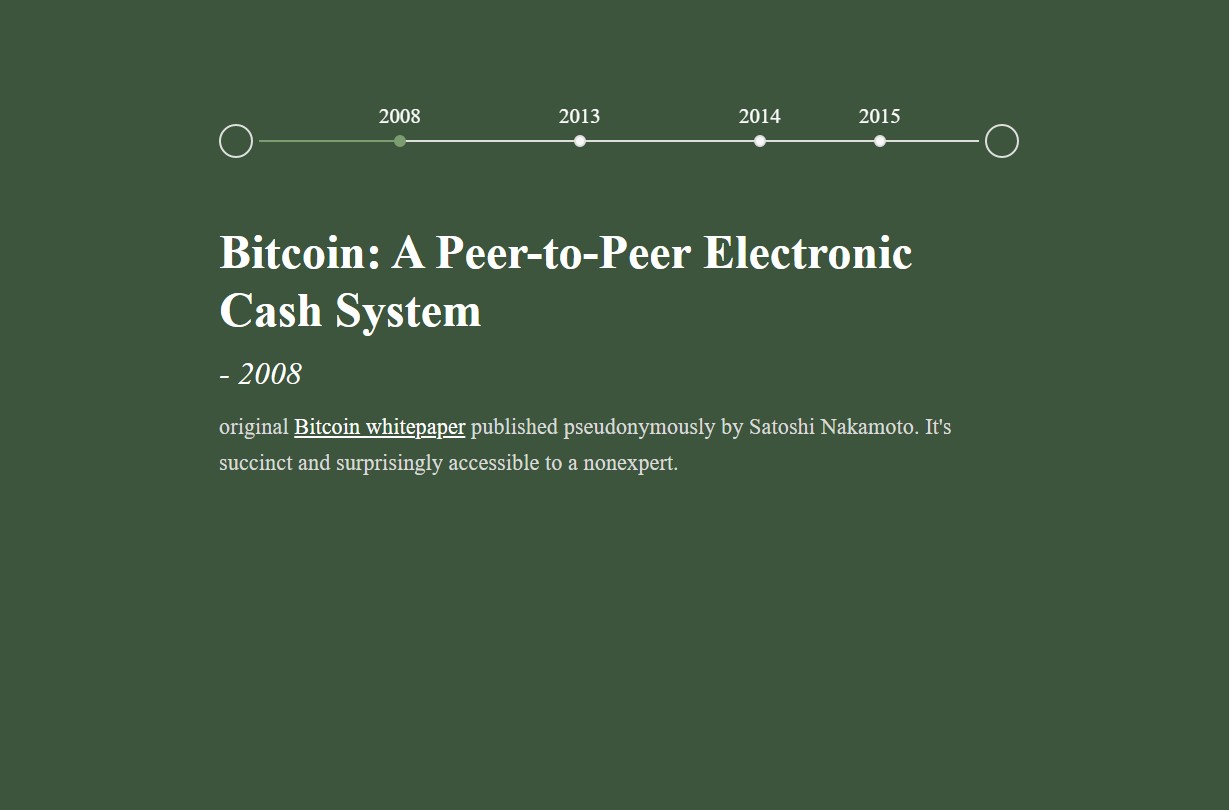 2008 2013 2014 2015
Bitcoin: A Peer-to-Peer Electronic
Cash System
- 2008
original Bitcoin whitepaper published pseudonymously by Satoshi Nakamoto. It's
succinct and surprisingly accessible to a nonexpert.